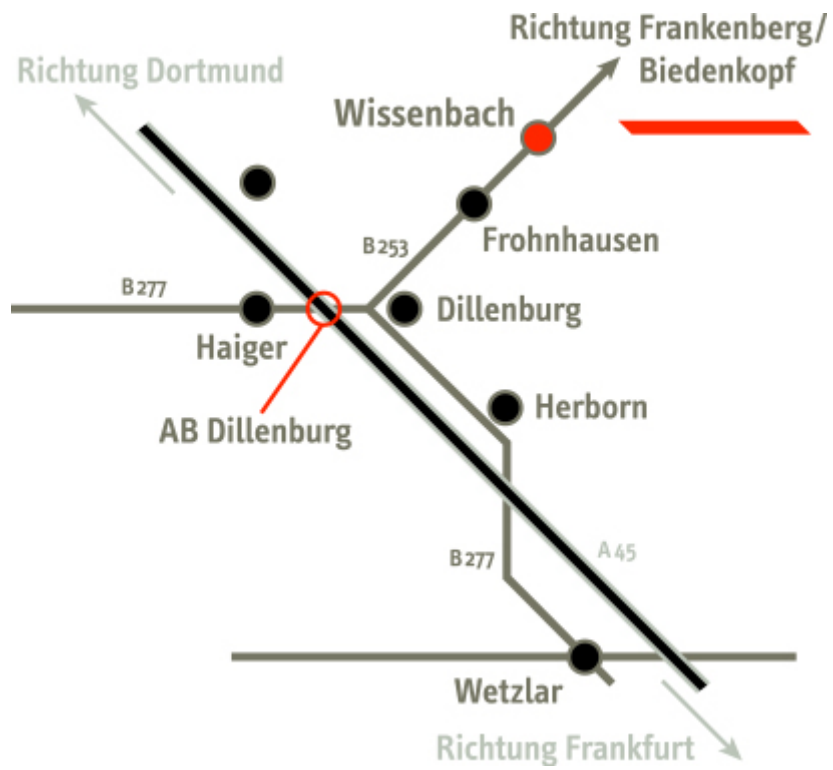 Richtung Frankenberg/
Biedenkopf
Richtung Dortmund
Wissenbach
Frohnhausen
B 253
B 277
Dillenburg
Haiger
AB Dillenburg
Herborn
A 45
B 277
Wetzlar
Richtung Frankfurt